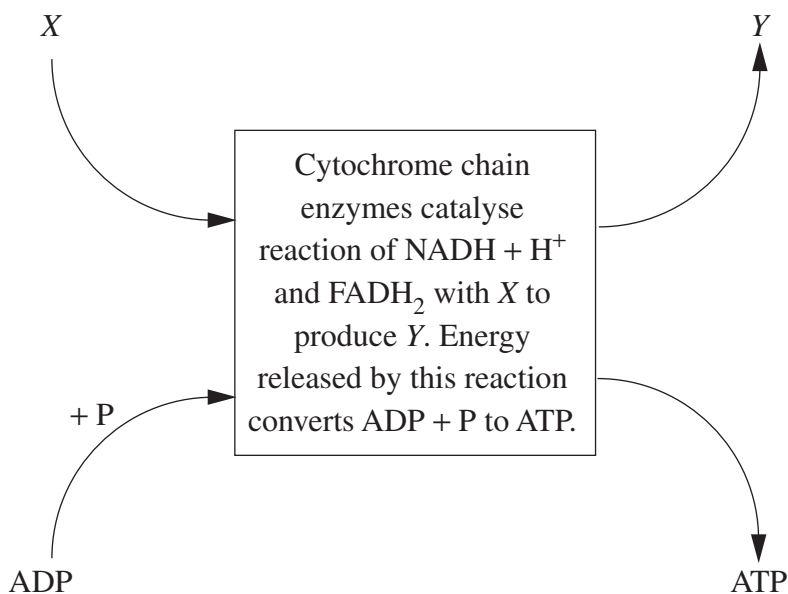 X
Y
Cytochrome chain
enzymes catalyse
reaction of NADH + H⁺
and FADH₂ with X to
produce Y. Energy
released by this reaction
converts ADP + P to ATP.
+ P
ADP
ATP